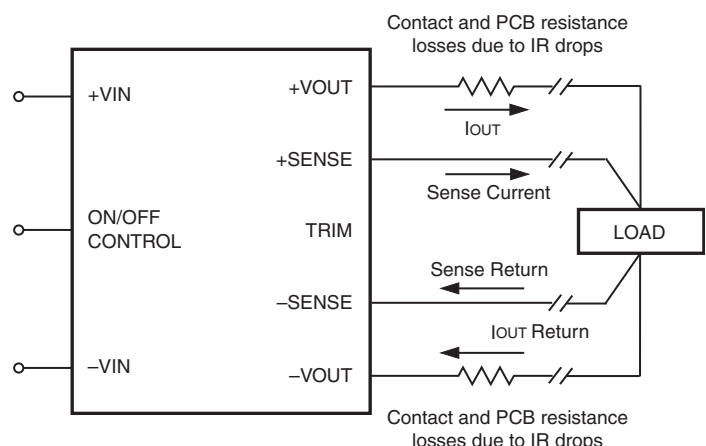 Contact and PCB resistance
losses due to IR drops
+VIN
+VOUT
IOUT
+SENSE
Sense Current
ON/OFF
CONTROL
TRIM
LOAD
Sense Return
–SENSE
IOUT Return
–VIN
–VOUT
Contact and PCB resistance
losses due to IR drops